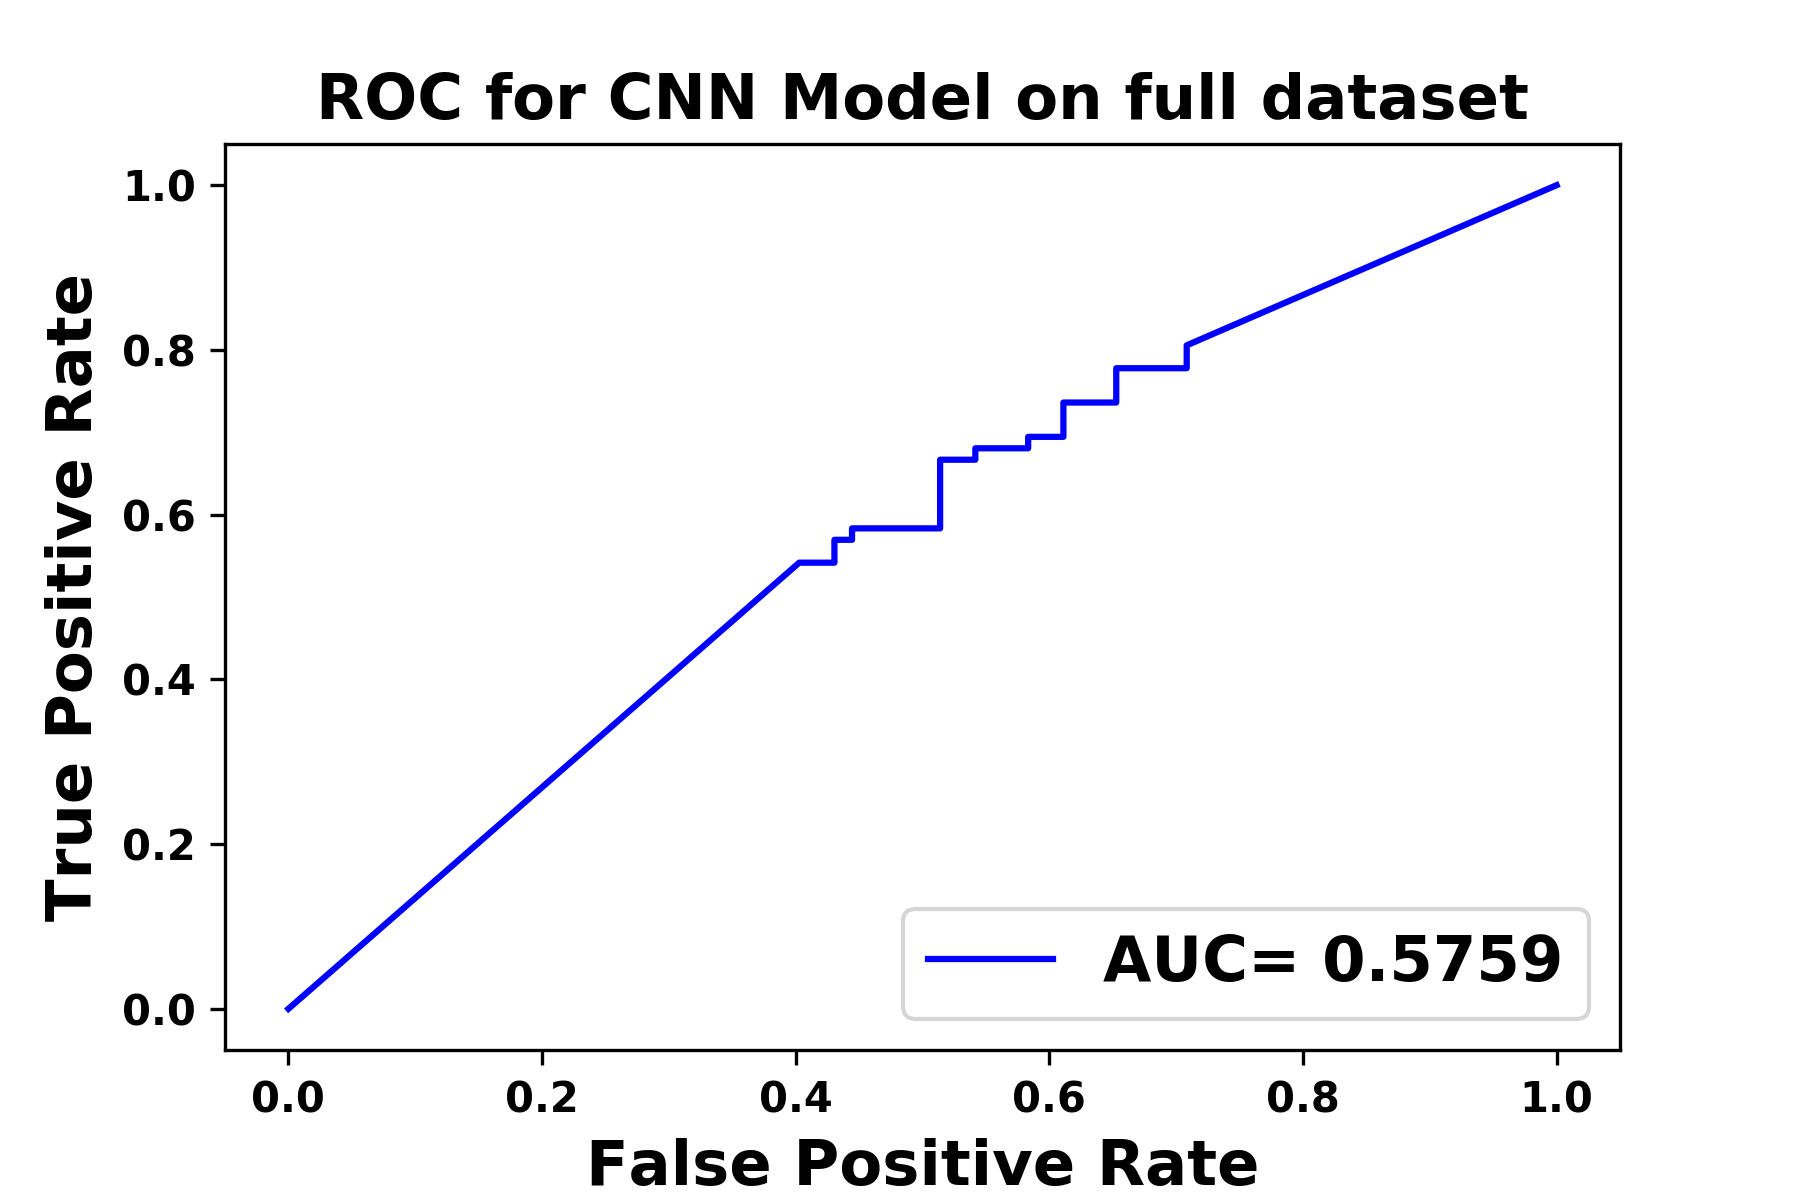 ROC for CNN Model on full dataset
1.0
0.8
0.6
0.4
0.2
0.0
True Positive Rate
AUC= 0.5759
0.0 0.2 0.4 0.6 0.8 1.0
False Positive Rate